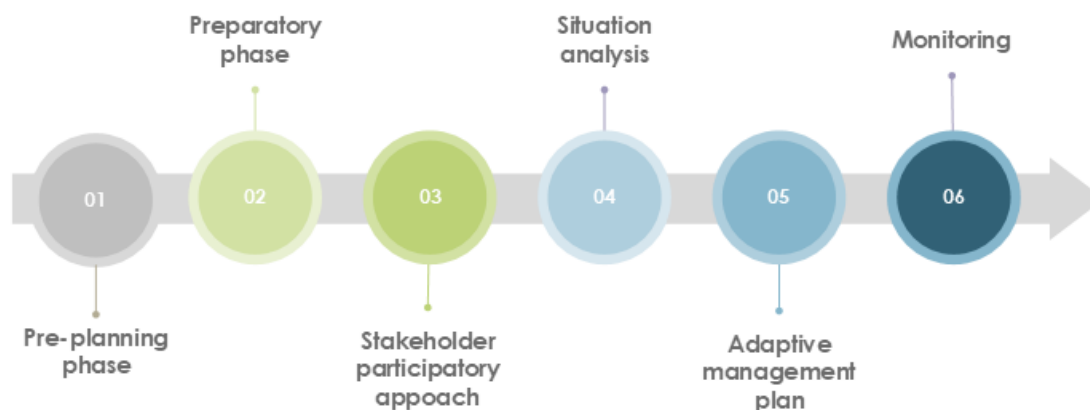 Preparatory
phase
Situation
analysis
Monitoring
01
02
03
04
05
06
Pre-planning
phase
Stakeholder
participatory
appoach
Adaptive
management
plan